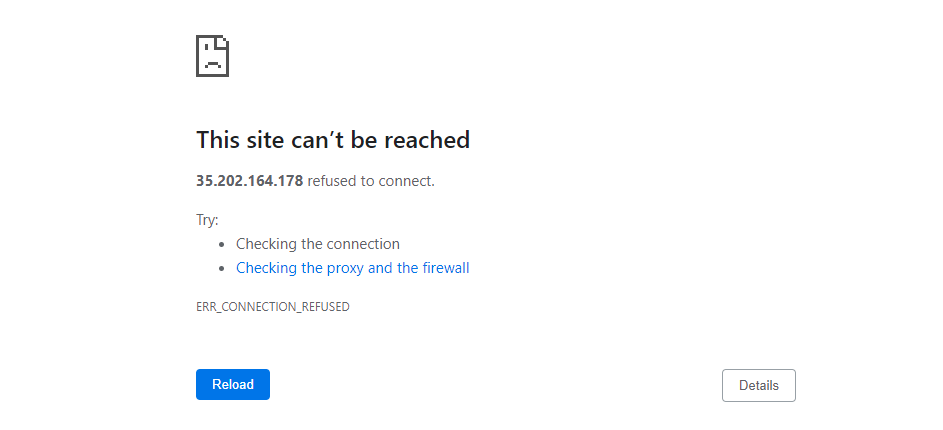 This site can’t be reached
35.202.164.178 refused to connect.
Try:
• Checking the connection
• Checking the proxy and the firewall
ERR_CONNECTION_REFUSED
Reload
Details